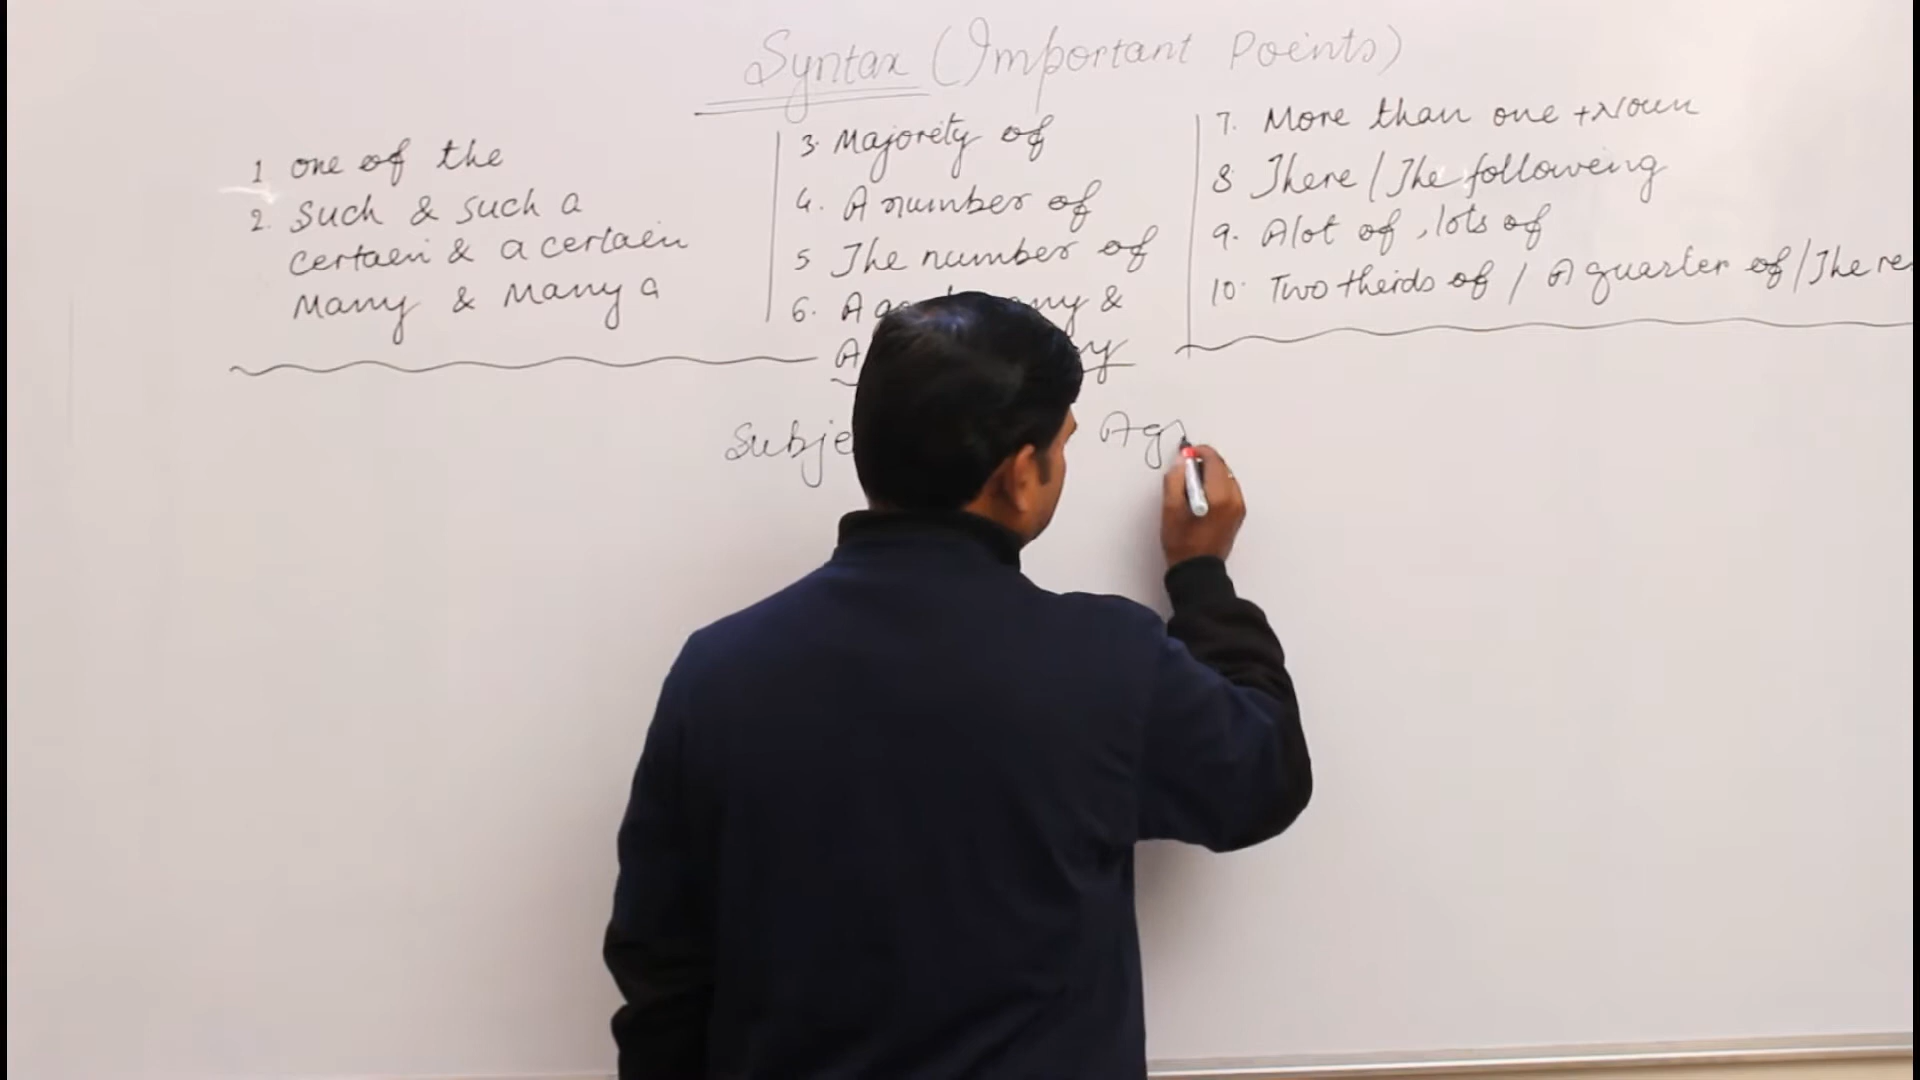 Syntax (Important Points)
1 one of the
2. such & such a
certain & a certain
Many & Many a
3. Majority of
4. A number of
5 The number of
6. A &
A
7. More than one + Noun
8 There / The following
9. A lot of, lots of
10. Two thirds of / A quarter of / The re